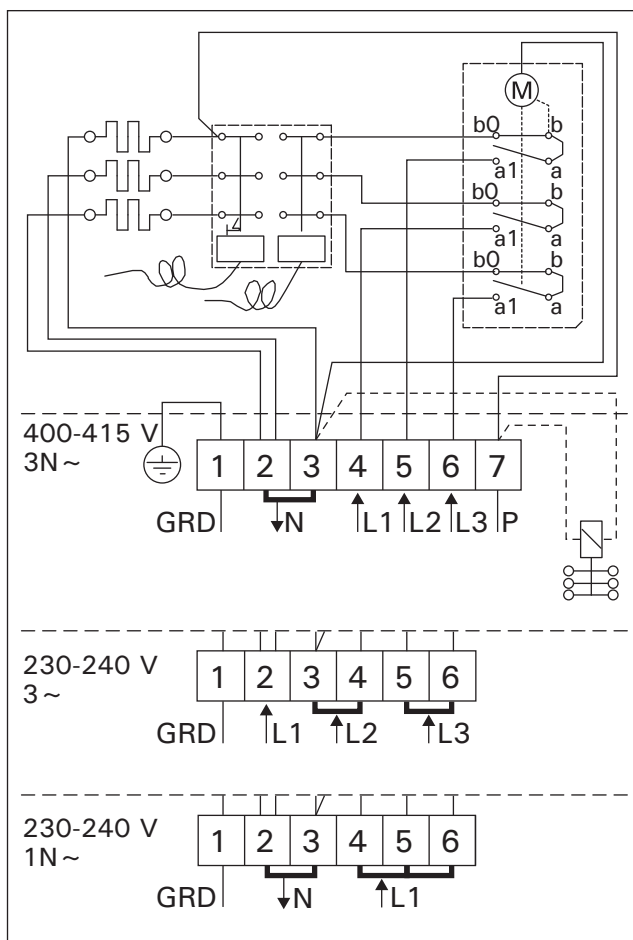 M
b0 b
a1 a
b0 b
a1 a
b0 b
a1 a
400-415 V
3N~
1 2 3 4 5 6 7
GRD N L1 L2 L3 P
230-240 V
3~
1 2 3 4 5 6
GRD L1 L2 L3
230-240 V
1N~
1 2 3 4 5 6
GRD N L1